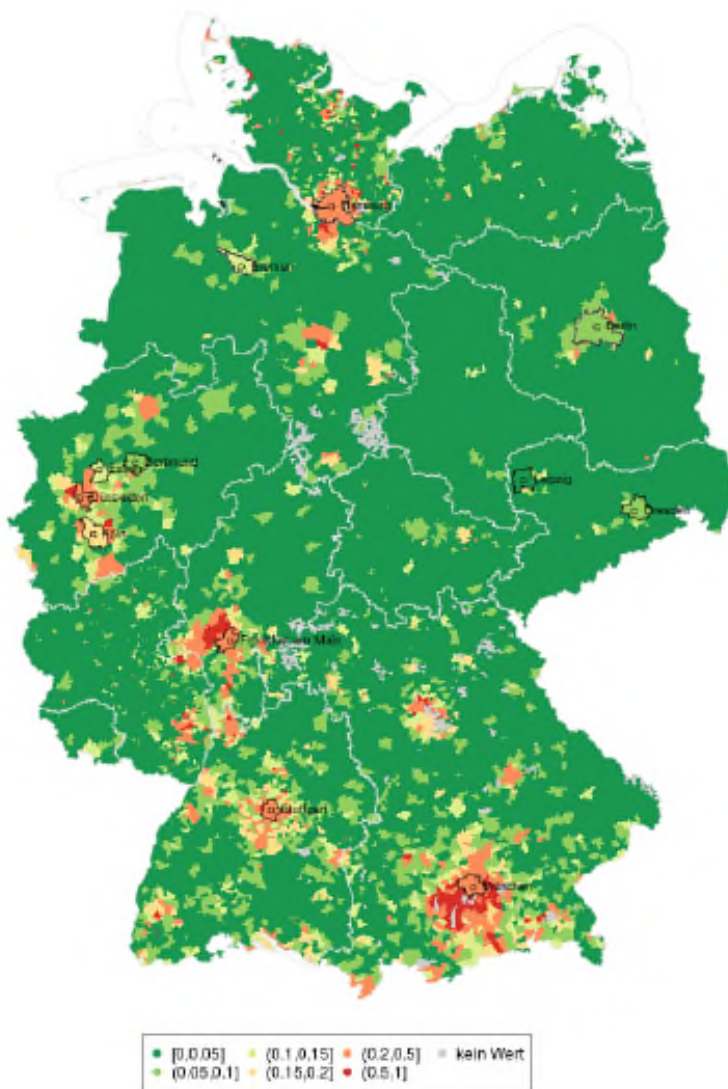 Hamburg
Bremen
Berlin
Dortmund
Leipzig
Düsseldorf
Dresden
Köln
Frankfurt am Main
Stuttgart
München
[0,0.05] (0.1,0.15] (0.2,0.5] kein Wert
(0.05,0.1] (0.15,0.2] (0.5,1]